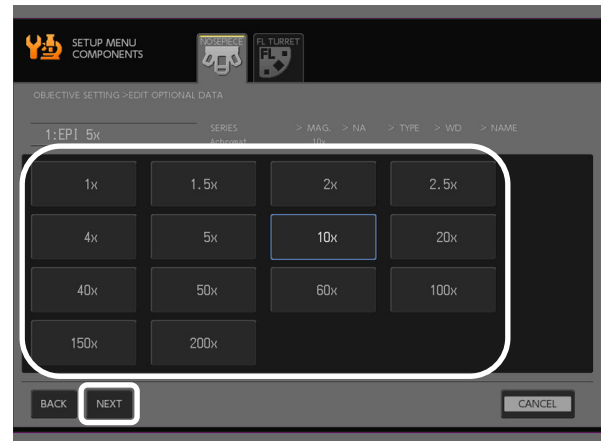 SETUP MENU
COMPONENTS
NOSEPIECE
FL TURRET
OBJECTIVE SETTING >EDIT OPTIONAL DATA
1:EPI 5x
SERIES > MAG. > NA > TYPE > WD > NAME
Achromat 10x
1x 1.5x 2x 2.5x
4x 5x 10x 20x
40x 50x 60x 100x
150x 200x
BACK NEXT CANCEL